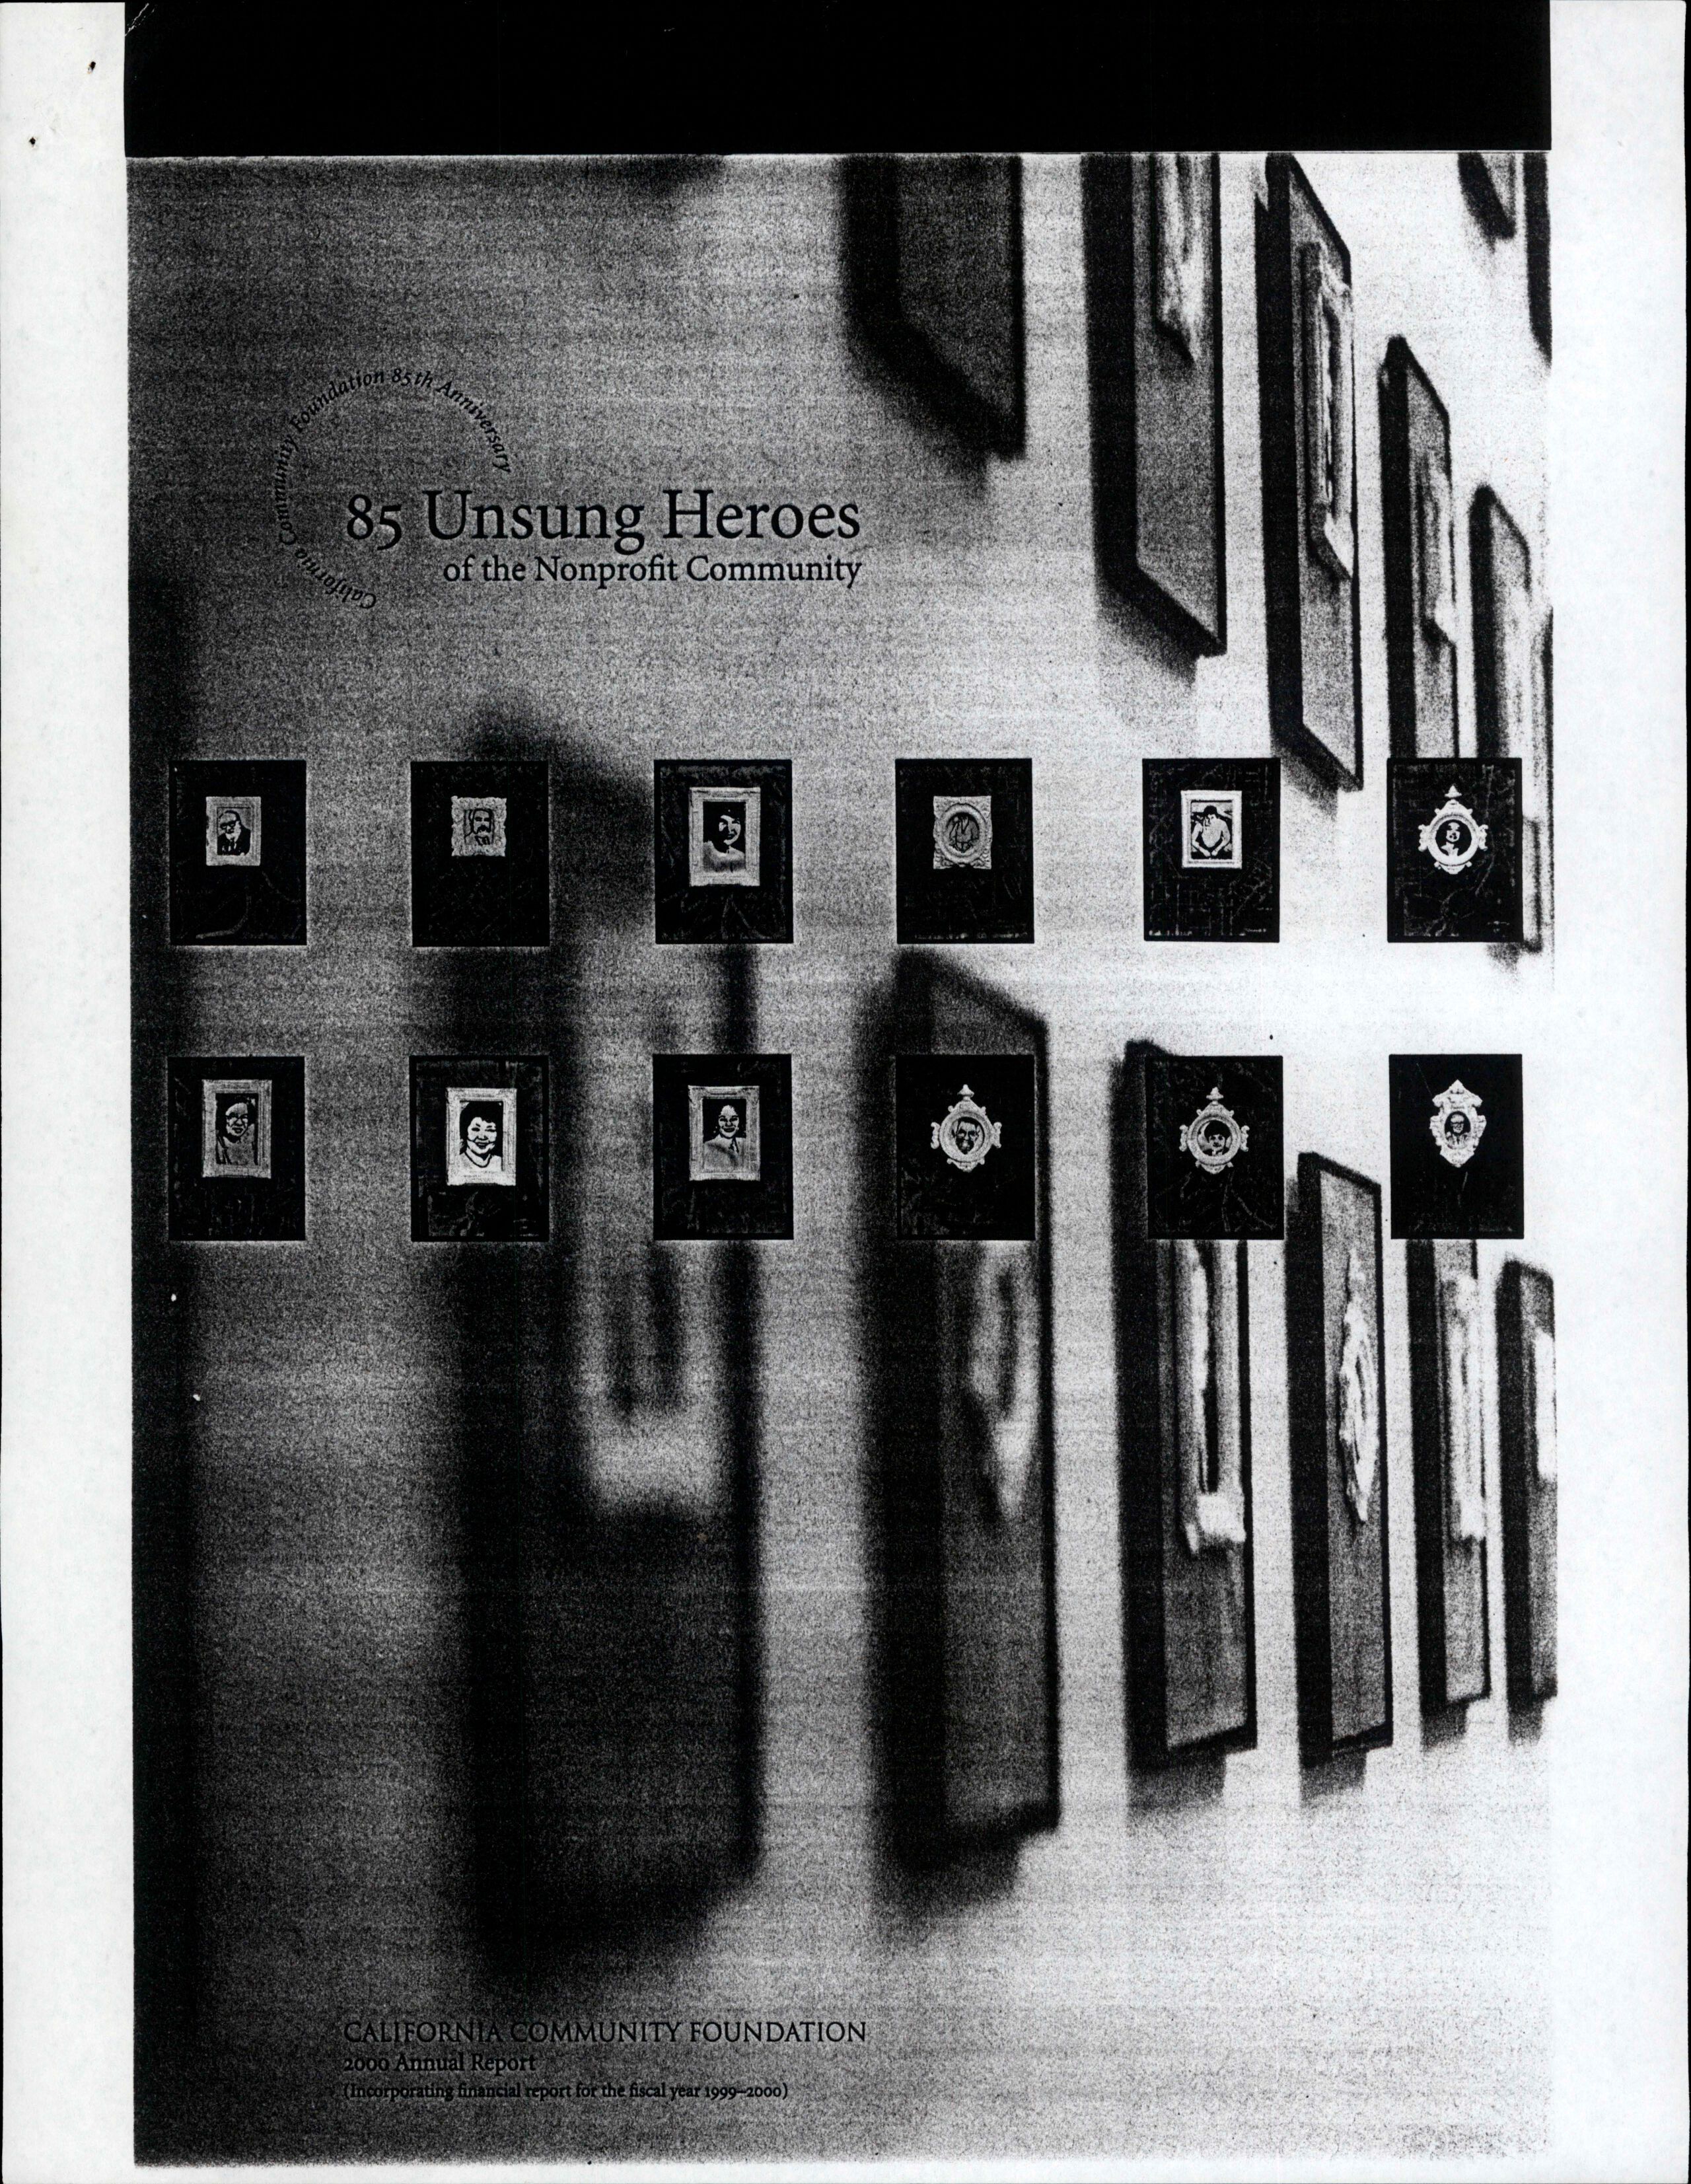 California Community Foundation 85th Anniversary
85 Unsung Heroes
of the Nonprofit Community
CALIFORNIA COMMUNITY FOUNDATION
2000 Annual Report
(Incorporating financial report for the fiscal year 1999–2000)